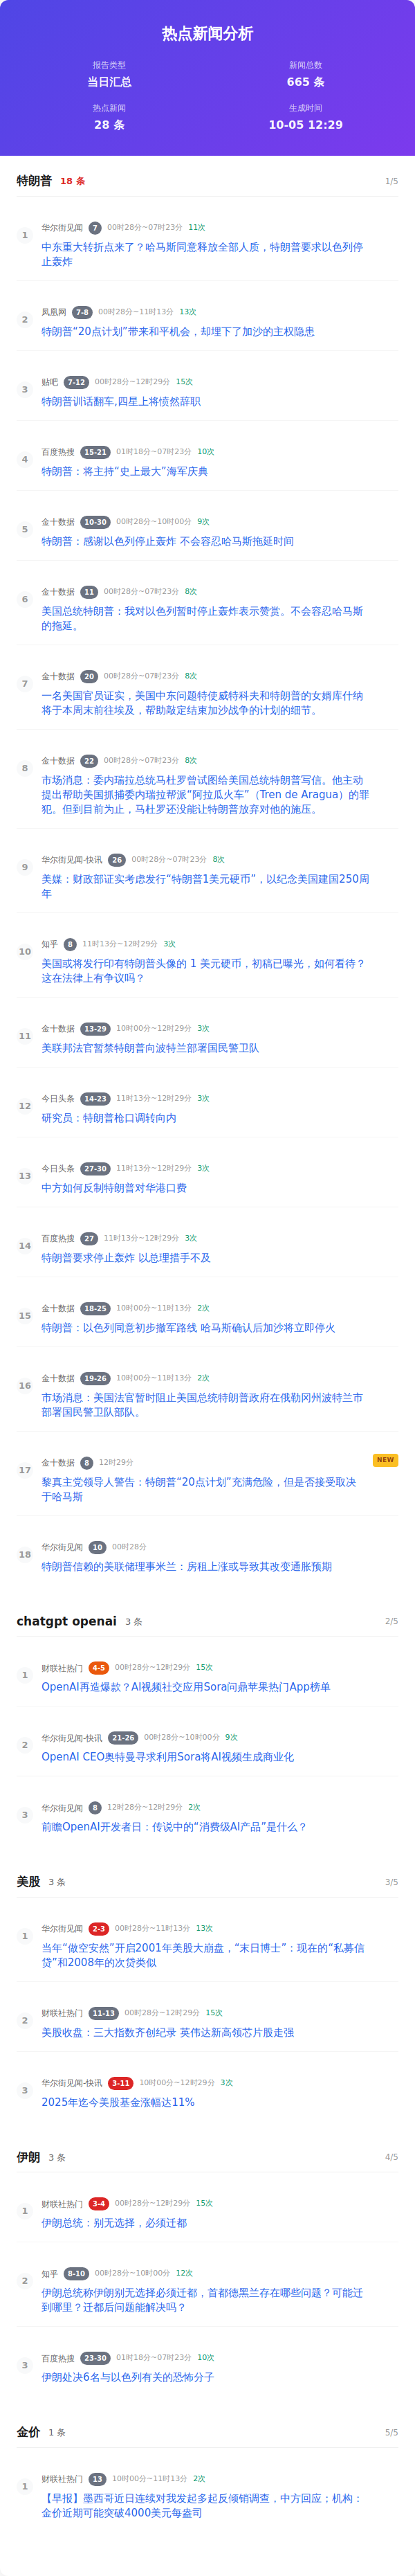 热点新闻分析
报告类型
新闻总数
当日汇总
665 条
热点新闻
生成时间
28 条
10-05 12:29
特朗普 18 条 1/5
1
华尔街见闻 7 00时28分~07时23分 11次
中东重大转折点来了？哈马斯同意释放全部人质，特朗普要求以色列停
止轰炸
2
凤凰网 7-8 00时28分~11时13分 13次
特朗普“20点计划”带来和平机会，却埋下了加沙的主权隐患
3
贴吧 7-12 00时28分~12时29分 15次
特朗普训话翻车,四星上将愤然辞职
4
百度热搜 15-21 01时18分~07时23分 10次
特朗普：将主持“史上最大”海军庆典
5
金十数据 10-30 00时28分~10时00分 9次
特朗普：感谢以色列停止轰炸 不会容忍哈马斯拖延时间
6
金十数据 11 00时28分~07时23分 8次
美国总统特朗普：我对以色列暂时停止轰炸表示赞赏。不会容忍哈马斯
的拖延。
7
金十数据 20 00时28分~07时23分 8次
一名美国官员证实，美国中东问题特使威特科夫和特朗普的女婿库什纳
将于本周末前往埃及，帮助敲定结束加沙战争的计划的细节。
8
金十数据 22 00时28分~07时23分 8次
市场消息：委内瑞拉总统马杜罗曾试图给美国总统特朗普写信。他主动
提出帮助美国抓捕委内瑞拉帮派“阿拉瓜火车”（Tren de Aragua）的罪
犯。但到目前为止，马杜罗还没能让特朗普放弃对他的施压。
9
华尔街见闻-快讯 26 00时28分~07时23分 8次
美媒：财政部证实考虑发行“特朗普1美元硬币”，以纪念美国建国250周
年
10
知乎 8 11时13分~12时29分 3次
美国或将发行印有特朗普头像的 1 美元硬币，初稿已曝光，如何看待？
这在法律上有争议吗？
11
金十数据 13-29 10时00分~12时29分 3次
美联邦法官暂禁特朗普向波特兰部署国民警卫队
12
今日头条 14-23 11时13分~12时29分 3次
研究员：特朗普枪口调转向内
13
今日头条 27-30 11时13分~12时29分 3次
中方如何反制特朗普对华港口费
14
百度热搜 27 11时13分~12时29分 3次
特朗普要求停止轰炸 以总理措手不及
15
金十数据 18-25 10时00分~11时13分 2次
特朗普：以色列同意初步撤军路线 哈马斯确认后加沙将立即停火
16
金十数据 19-26 10时00分~11时13分 2次
市场消息：美国法官暂时阻止美国总统特朗普政府在俄勒冈州波特兰市
部署国民警卫队部队。
17
金十数据 8 12时29分 NEW
黎真主党领导人警告：特朗普“20点计划”充满危险，但是否接受取决
于哈马斯
18
华尔街见闻 10 00时28分
特朗普信赖的美联储理事米兰：房租上涨或导致其改变通胀预期
chatgpt openai 3 条 2/5
1
财联社热门 4-5 00时28分~12时29分 15次
OpenAI再造爆款？AI视频社交应用Sora问鼎苹果热门App榜单
2
华尔街见闻-快讯 21-26 00时28分~10时00分 9次
OpenAI CEO奥特曼寻求利用Sora将AI视频生成商业化
3
华尔街见闻 8 12时28分~12时29分 2次
前瞻OpenAI开发者日：传说中的“消费级AI产品”是什么？
美股 3 条 3/5
1
华尔街见闻 2-3 00时28分~11时13分 13次
当年“做空安然”开启2001年美股大崩盘，“末日博士”：现在的“私募信
贷”和2008年的次贷类似
2
财联社热门 11-13 00时28分~12时29分 15次
美股收盘：三大指数齐创纪录 英伟达新高领芯片股走强
3
华尔街见闻-快讯 3-11 10时00分~12时29分 3次
2025年迄今美股基金涨幅达11%
伊朗 3 条 4/5
1
财联社热门 3-4 00时28分~12时29分 15次
伊朗总统：别无选择，必须迁都
2
知乎 8-10 00时28分~10时00分 12次
伊朗总统称伊朗别无选择必须迁都，首都德黑兰存在哪些问题？可能迁
到哪里？迁都后问题能解决吗？
3
百度热搜 23-30 01时18分~07时23分 10次
伊朗处决6名与以色列有关的恐怖分子
金价 1 条 5/5
1
财联社热门 13 10时00分~11时13分 2次
【早报】墨西哥近日连续对我发起多起反倾销调查，中方回应；机构：
金价近期可能突破4000美元每盎司